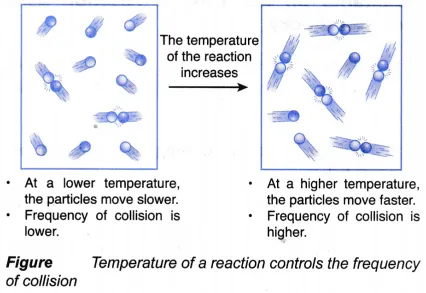 The temperature
of the reaction
increases
• At a lower temperature,
the particles move slower.
• Frequency of collision is
lower.
• At a higher temperature,
the particles move faster.
• Frequency of collision is
higher.
Figure Temperature of a reaction controls the frequency
of collision